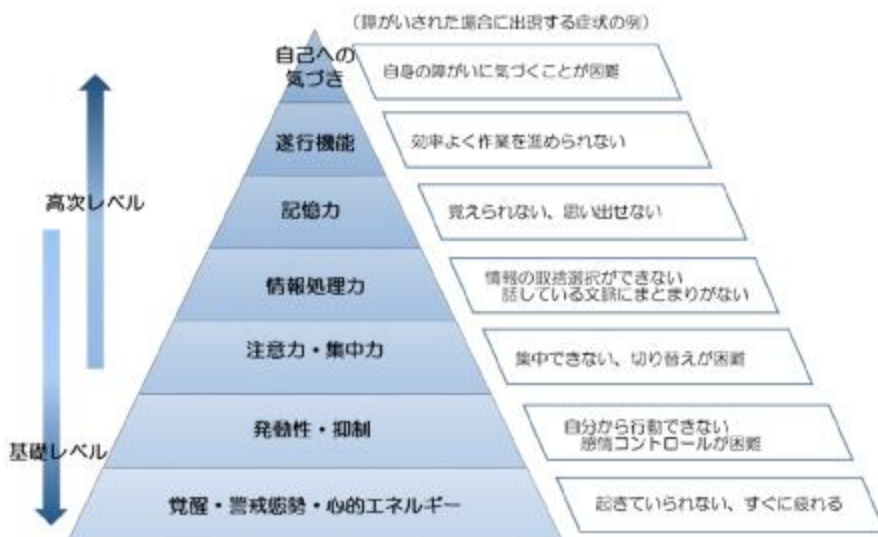 （障がいされた場合に出現する症状の例）
自己への
気づき
自身の障がいに気づくことが困難
遂行機能
効率よく作業を進められない
高次レベル
記憶力
覚えられない、思い出せない
情報処理力
情報の取捨選択ができない
話している文脈にまとまりがない
注意力・集中力
集中できない、切り替えが困難
発動性・抑制
自分から行動できない
感情コントロールが困難
基礎レベル
覚醒・警戒態勢・心的エネルギー
起きていられない、すぐに疲れる